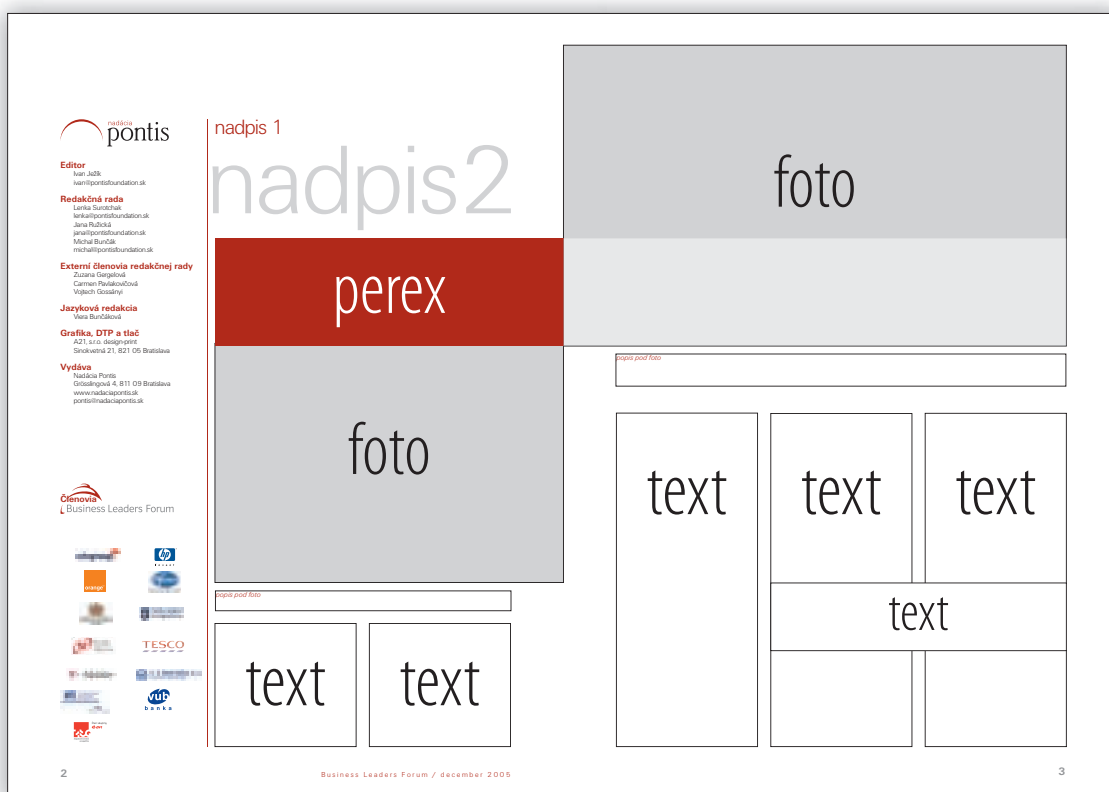 nadácia
pontis
Editor
Ivan Ježík
ivan@pontisfoundation.sk
Redakčná rada
Lenka Surotchak
lenka@pontisfoundation.sk
Jana Ružická
jana@pontisfoundation.sk
Michal Bunčák
michal@pontisfoundation.sk
Externí členovia redakčnej rady
Zuzana Gergelová
Carmen Pavlakovičová
Vojtech Gossányi
Jazyková redakcia
Viera Bunčáková
Grafika, DTP a tlač
A21, s.r.o. design-print
Sinokvetná 21, 821 05 Bratislava
Vydáva
Nadácia Pontis
Grösslingová 4, 811 09 Bratislava
www.nadaciapontis.sk
pontis@nadaciapontis.sk
Členovia
Business Leaders Forum
hp
invent
orange
TESCO
vub
banka
2
nadpis 1
nadpis2
perex
foto
popis pod foto
text
text
Business Leaders Forum / december 2005
foto
popis pod foto
text
text
text
text
3